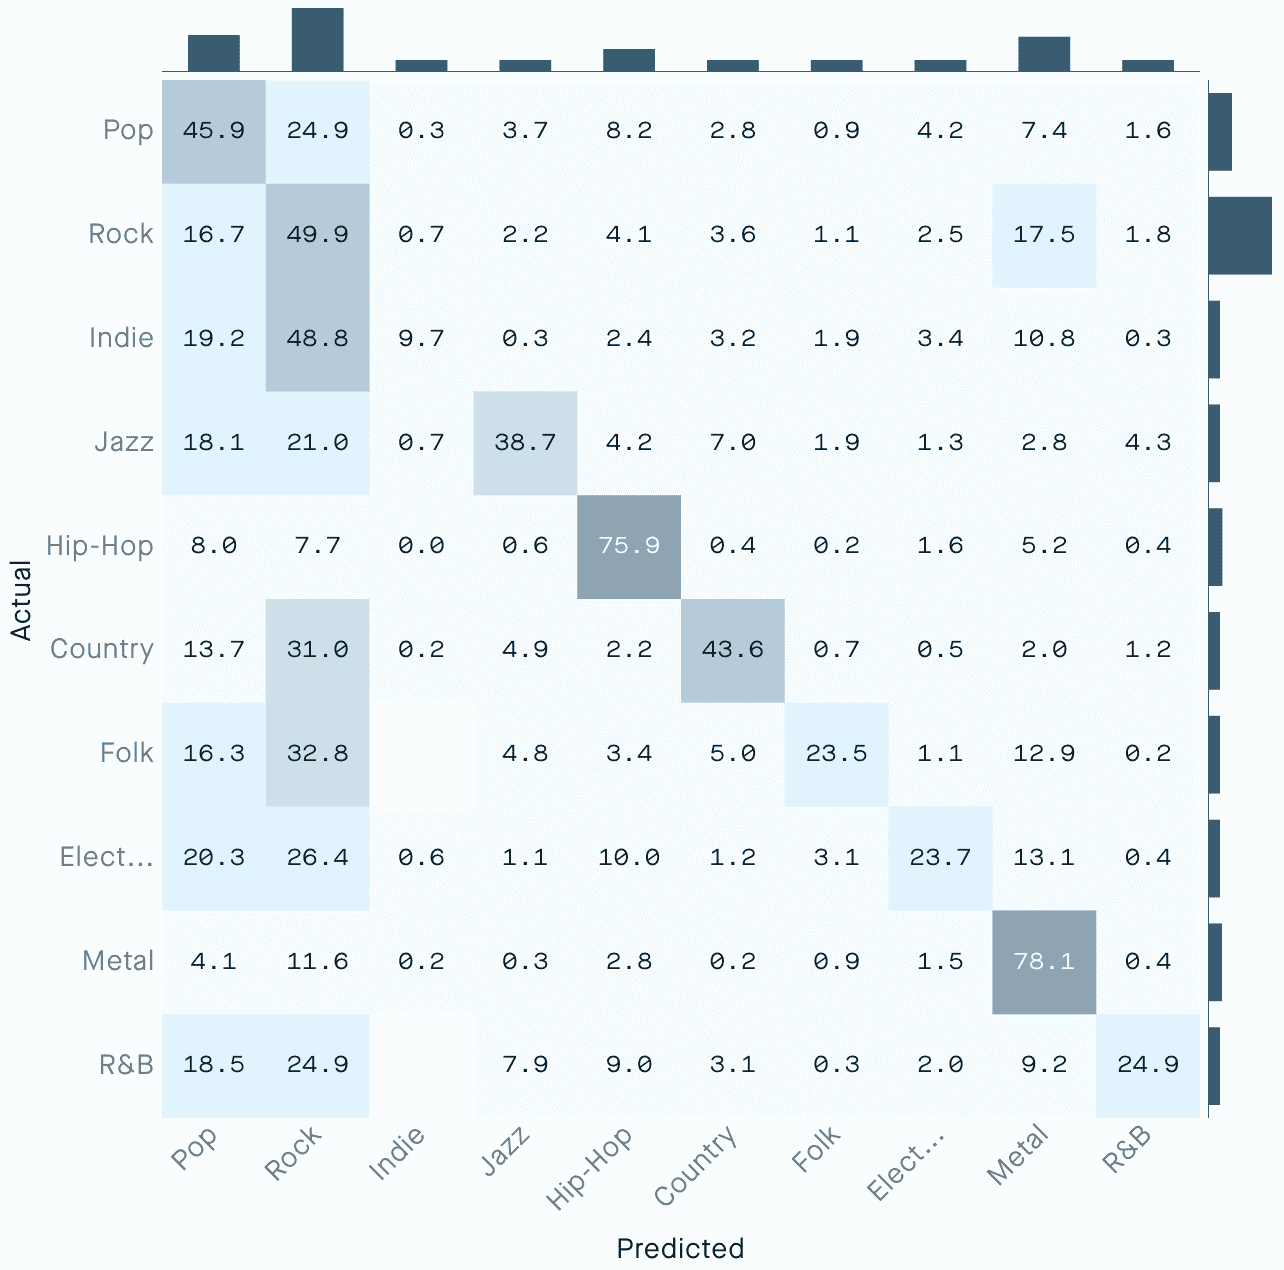 Pop 45.9 24.9 0.3 3.7 8.2 2.8 0.9 4.2 7.4 1.6
Rock 16.7 49.9 0.7 2.2 4.1 3.6 1.1 2.5 17.5 1.8
Indie 19.2 48.8 9.7 0.3 2.4 3.2 1.9 3.4 10.8 0.3
Jazz 18.1 21.0 0.7 38.7 4.2 7.0 1.9 1.3 2.8 4.3
Hip-Hop 8.0 7.7 0.0 0.6 75.9 0.4 0.2 1.6 5.2 0.4
Actual
Country 13.7 31.0 0.2 4.9 2.2 43.6 0.7 0.5 2.0 1.2
Folk 16.3 32.8 4.8 3.4 5.0 23.5 1.1 12.9 0.2
Elect... 20.3 26.4 0.6 1.1 10.0 1.2 3.1 23.7 13.1 0.4
Metal 4.1 11.6 0.2 0.3 2.8 0.2 0.9 1.5 78.1 0.4
R&B 18.5 24.9 7.9 9.0 3.1 0.3 2.0 9.2 24.9
Pop Rock Indie Jazz Hip-Hop Country Folk Elect... Metal R&B
Predicted